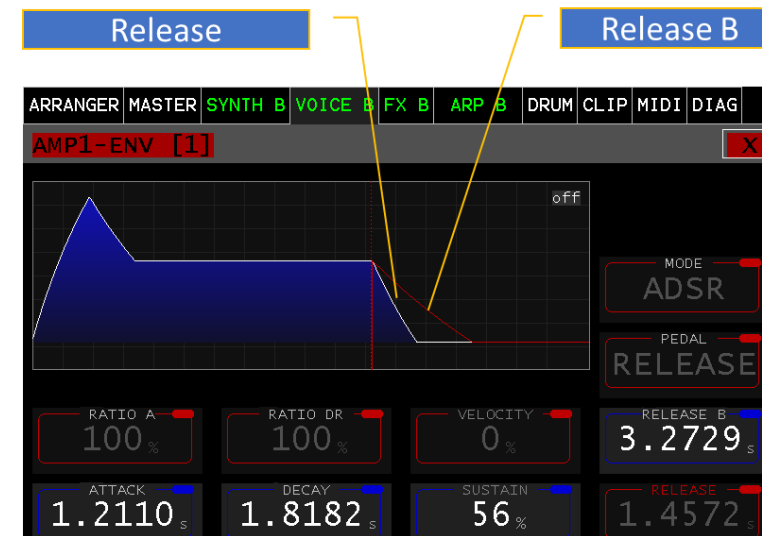 Release Release B
ARRANGER MASTER SYNTH B VOICE B FX B ARP B DRUM CLIP MIDI DIAG
AMP1-ENV [1] X
off
MODE
ADSR
PEDAL
RELEASE
RATIO A RATIO DR VELOCITY RELEASE B
100 % 100 % 0 % 3.2729 s
ATTACK DECAY SUSTAIN RELEASE
1.2110 s 1.8182 s 56 % 1.4572 s